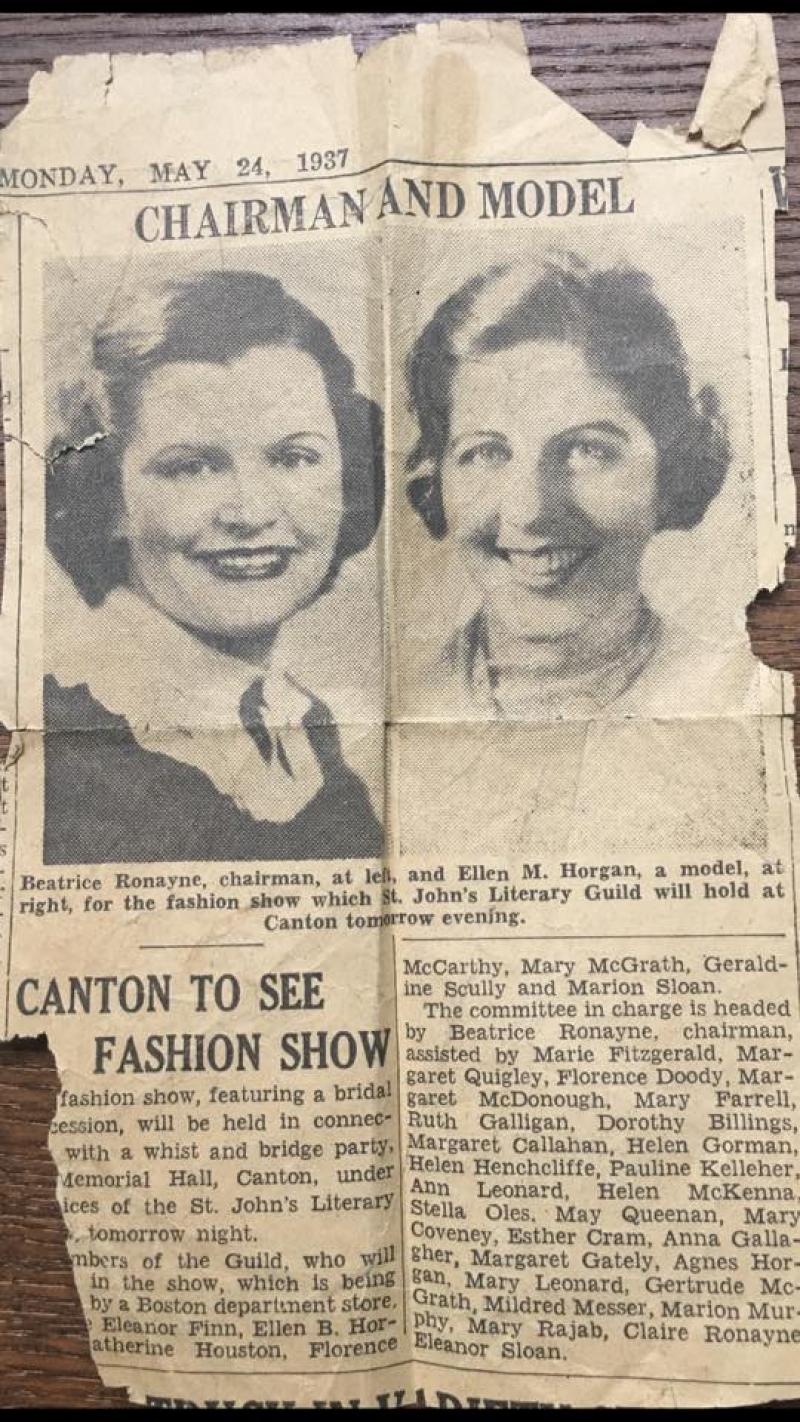 MONDAY, MAY 24, 1937
CHAIRMAN AND MODEL
Beatrice Ronayne, chairman, at left, and Ellen M. Horgan, a model, at
right, for the fashion show which St. John's Literary Guild will hold at
Canton tomorrow evening.
CANTON TO SEE
FASHION SHOW
fashion show, featuring a bridal
cession, will be held in connec-
with a whist and bridge party,
Memorial Hall, Canton, under
ices of the St. John's Literary
tomorrow night.
mbers of the Guild, who will
in the show, which is being
by a Boston department store,
Eleanor Finn, Ellen B. Hor-
atherine Houston, Florence
McCarthy, Mary McGrath, Gerald-
ine Scully and Marion Sloan.
The committee in charge is headed
by Beatrice Ronayne, chairman,
assisted by Marie Fitzgerald, Mar-
garet Quigley, Florence Doody, Mar-
garet McDonough, Mary Farrell,
Ruth Galligan, Dorothy Billings,
Margaret Callahan, Helen Gorman,
Helen Henchcliffe, Pauline Kelleher,
Ann Leonard, Helen McKenna,
Stella Oles, May Queenan, Mary
Coveney, Esther Cram, Anna Galla-
gher, Margaret Gately, Agnes Hor-
gan, Mary Leonard, Gertrude Mc-
Grath, Mildred Messer, Marion Mur-
phy, Mary Rajab, Claire Ronayne
Eleanor Sloan.